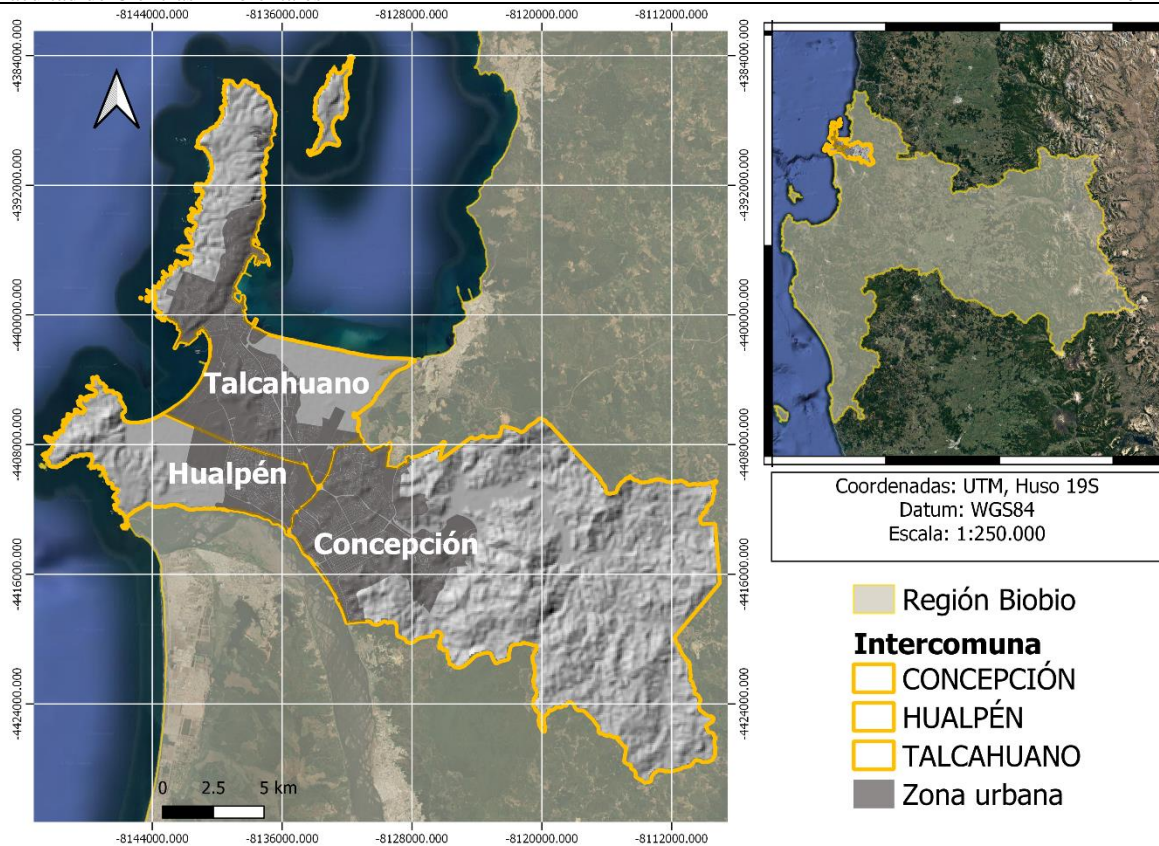 -8144000.000 -8136000.000 -8128000.000 -8120000.000 -8112000.000
-4384000.000 -4384000.000
-4392000.000 -4392000.000
-4400000.000 -4400000.000
Talcahuano
-4408000.000 -4408000.000
Hualpén
Concepción
-4416000.000 -4416000.000
-4424000.000 -4424000.000
0 2.5 5 km
-8144000.000 -8136000.000 -8128000.000 -8120000.000 -8112000.000
Coordenadas: UTM, Huso 19S
Datum: WGS84
Escala: 1:250.000
Región Biobio
Intercomuna
CONCEPCIÓN
HUALPÉN
TALCAHUANO
Zona urbana